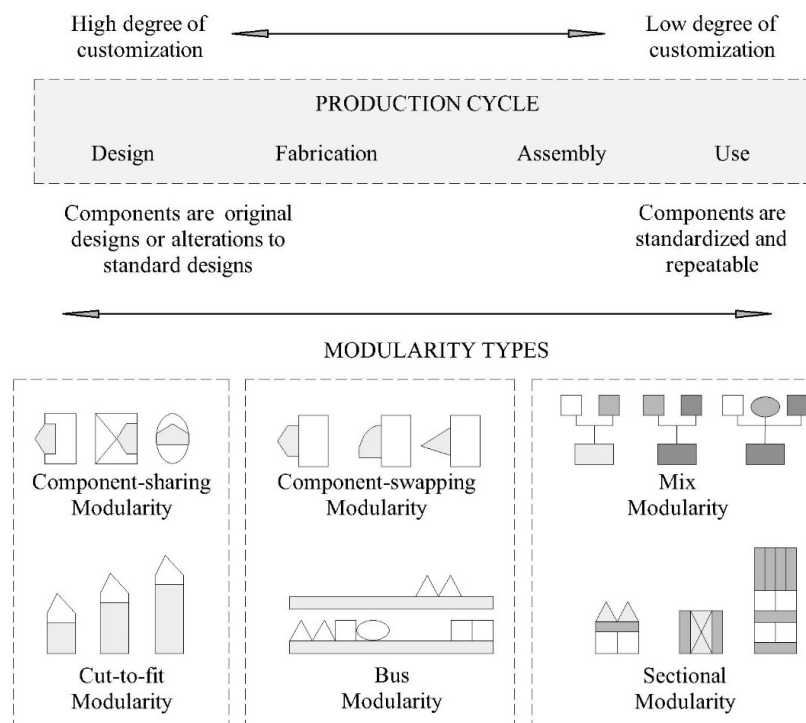 High degree of
customization
Low degree of
customization
PRODUCTION CYCLE
Design
Fabrication
Assembly
Use
Components are original
designs or alterations to
standard designs
Components are
standardized and
repeatable
MODULARITY TYPES
Component-sharing
Modularity
Component-swapping
Modularity
Mix
Modularity
Cut-to-fit
Modularity
Bus
Modularity
Sectional
Modularity